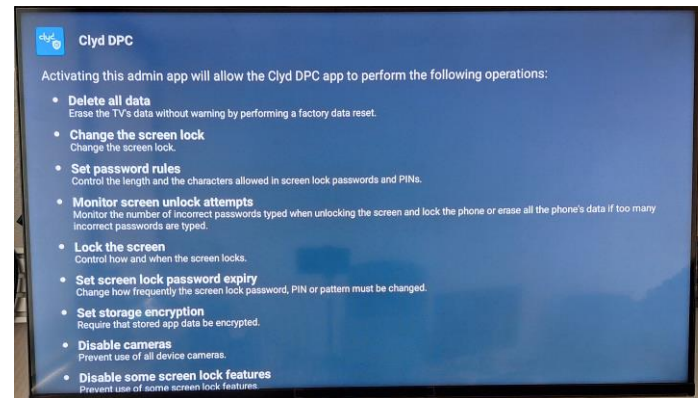 clyd
Clyd DPC
Activating this admin app will allow the Clyd DPC app to perform the following operations:
• Delete all data
Erase the TV's data without warning by performing a factory data reset.
• Change the screen lock
Change the screen lock.
• Set password rules
Control the length and the characters allowed in screen lock passwords and PINs.
• Monitor screen unlock attempts
Monitor the number of incorrect passwords typed when unlocking the screen and lock the phone or erase all the phone's data if too many
incorrect passwords are typed.
• Lock the screen
Control how and when the screen locks.
• Set screen lock password expiry
Change how frequently the screen lock password, PIN or pattern must be changed.
• Set storage encryption
Require that stored app data be encrypted.
• Disable cameras
Prevent use of all device cameras.
• Disable some screen lock features
Prevent use of some screen lock features.